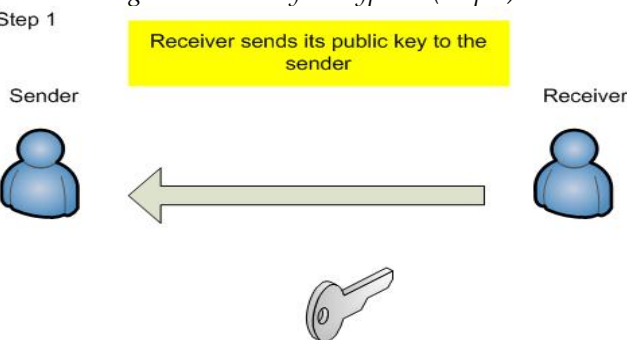 Step 1
Receiver sends its public key to the
sender
Sender
Receiver